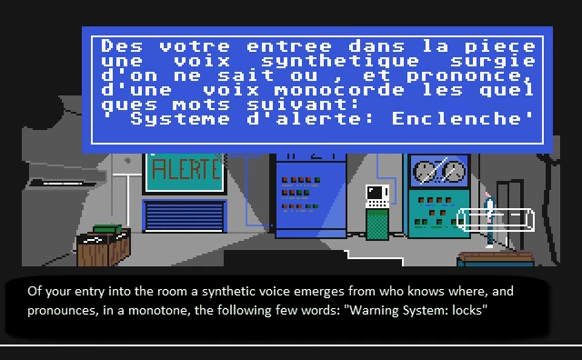 Des votre entree dans la piece
une voix synthetique surgie
d'on ne sait ou , et prononce,
d'une voix monocorde les quel
ques mots suivant:
' Systeme d'alerte: Enclenche'
ALERTE
Of your entry into the room a synthetic voice emerges from who knows where, and
pronounces, in a monotone, the following few words: "Warning System: locks"